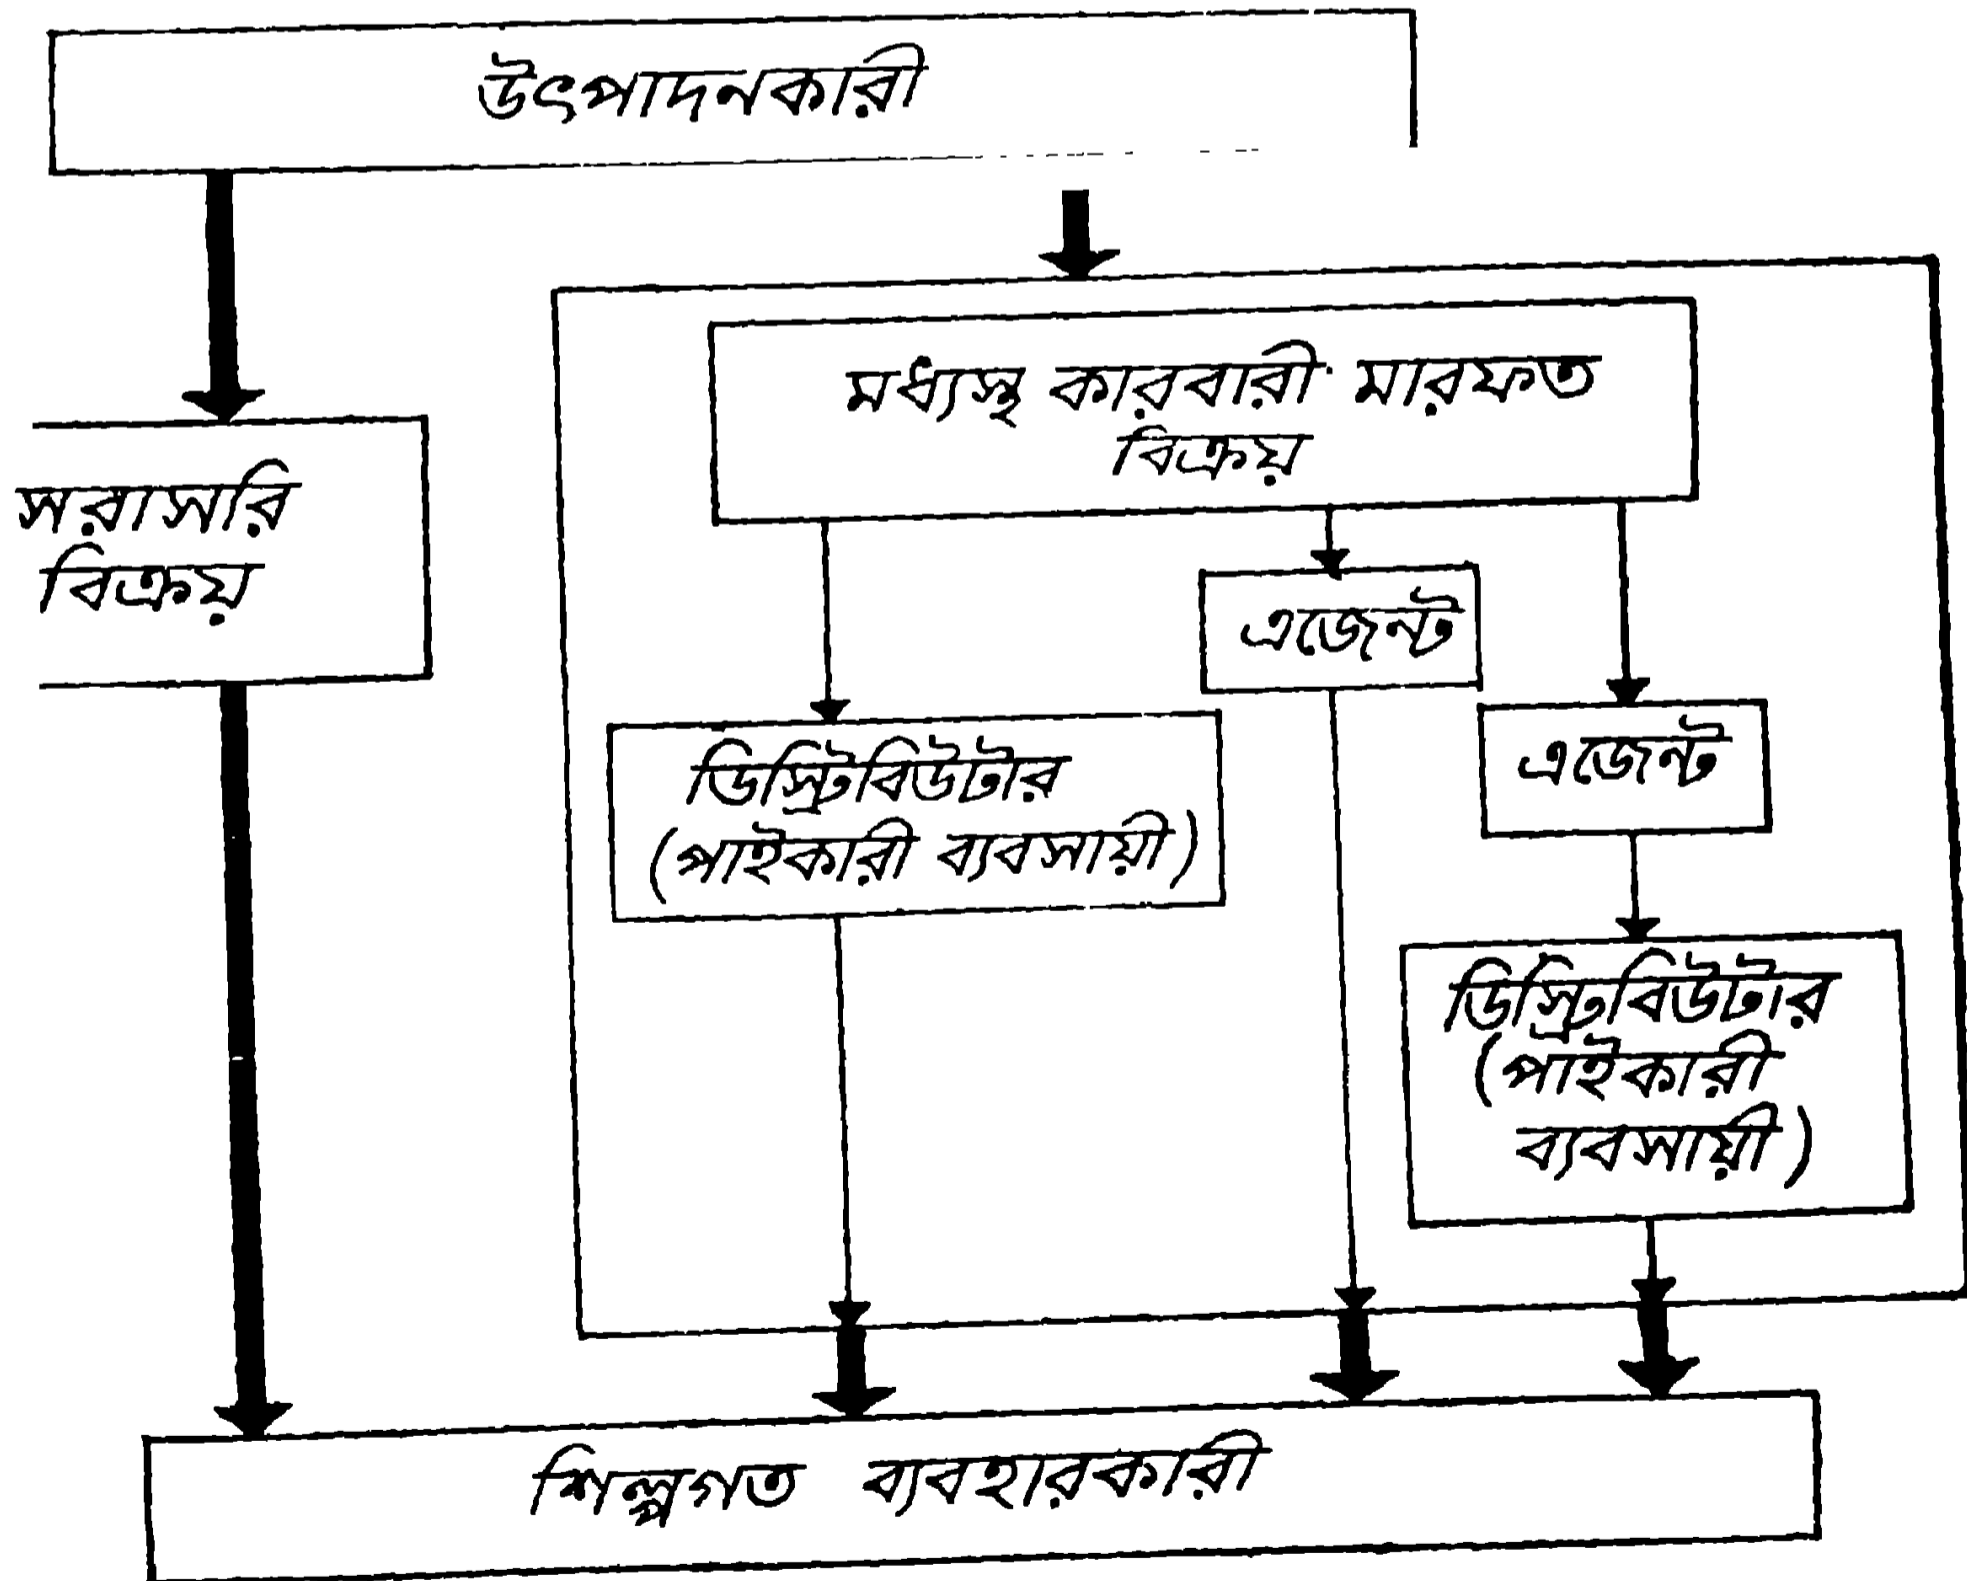 উৎপাদনকারী
মধ্যস্থ কারবারী মারফত
বিক্রয়
সরাসরি
বিক্রয়
এজেন্ট
এজেন্ট
ডিস্ট্রিবিউটার
(পাইকারী ব্যবসায়ী)
ডিস্ট্রিবিউটার
(পাইকারী
ব্যবসায়ী)
শিল্পগত ব্যবহারকারী